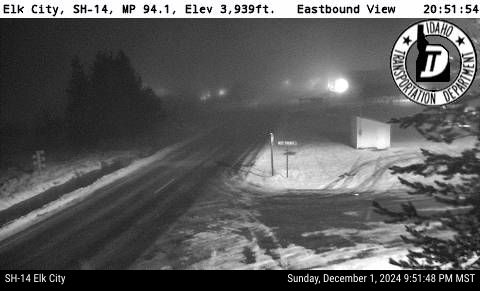 Elk City, SH-14, MP 94.1, Elev 3,939ft. Eastbound View 20:51:54
IDAHO
TRANSPORTATION DEPARTMENT
SH-14 Elk City Sunday, December 1, 2024 9:51:48 PM MST